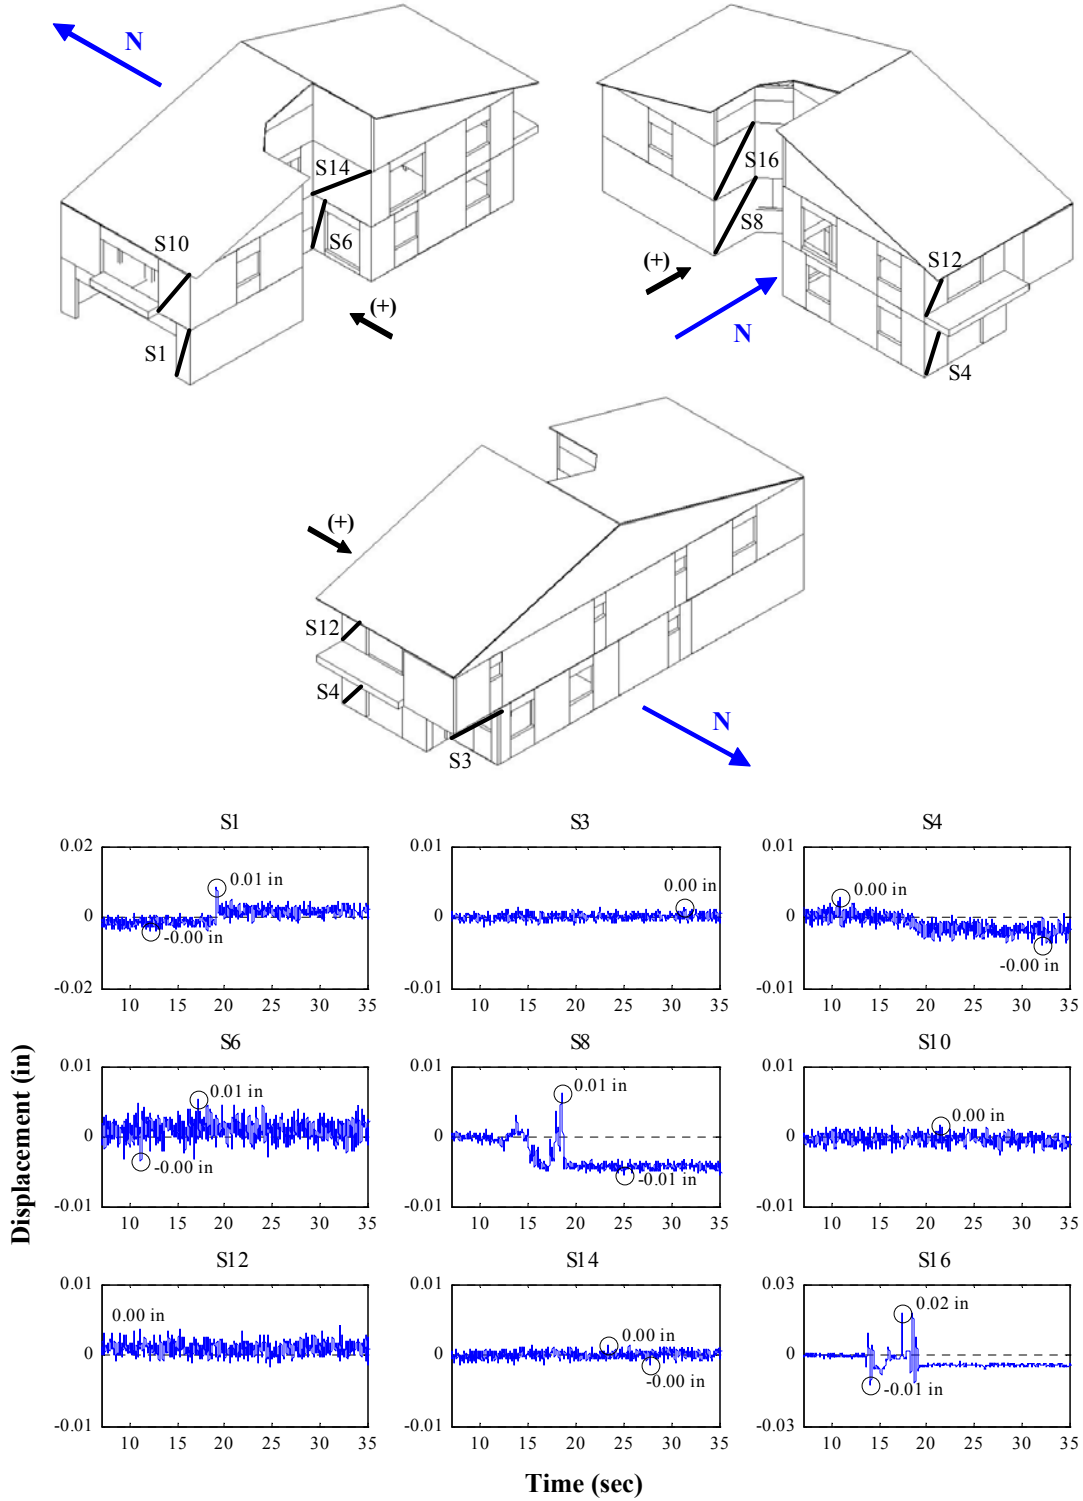 N
S14
S6
S10
S1
(+)
S16
S8
(+)
N
S12
S4
(+)
S12
S4
S3
N
S1
0.02
0
-0.02
0.01 in
-0.00 in
10 15 20 25 30 35
S3
0.01
0
-0.01
0.00 in
10 15 20 25 30 35
S4
0.01
0
-0.01
0.00 in
-0.00 in
10 15 20 25 30 35
S6
0.01
0
-0.01
0.01 in
-0.00 in
10 15 20 25 30 35
S8
0.01
0
-0.01
0.01 in
-0.01 in
10 15 20 25 30 35
S10
0.01
0
-0.01
0.00 in
10 15 20 25 30 35
S12
0.01
0
-0.01
0.00 in
10 15 20 25 30 35
S14
0.01
0
-0.01
0.00 in
-0.00 in
10 15 20 25 30 35
S16
0.03
0
-0.03
0.02 in
-0.01 in
10 15 20 25 30 35
Displacement (in)
Time (sec)